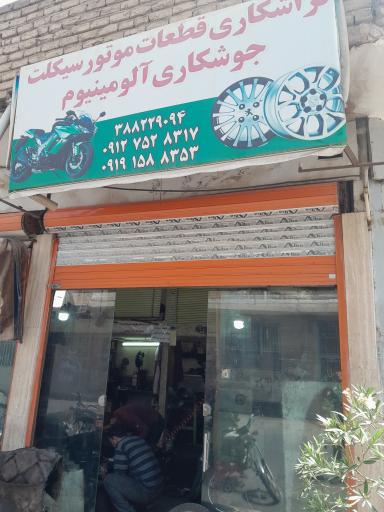 تراشکاری قطعات موتورسیکلت
جوشکاری آلومینیوم
۳۸۸۲۲۹۰۹۴
۰۹۱۲ ۷۵۲ ۸۳۱۷
۰۹۱۹ ۱۵۸ ۸۳۵۳